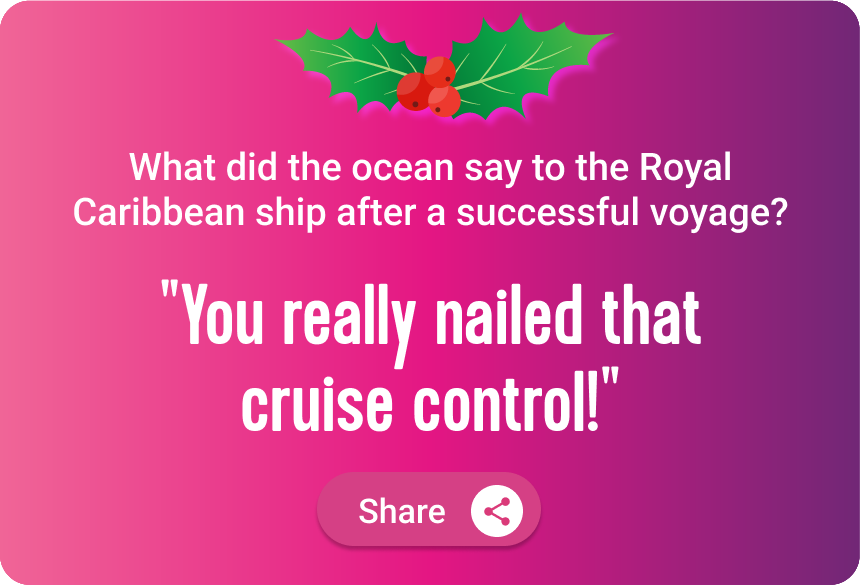 What did the ocean say to the Royal
Caribbean ship after a successful voyage?
"You really nailed that
cruise control!"
Share